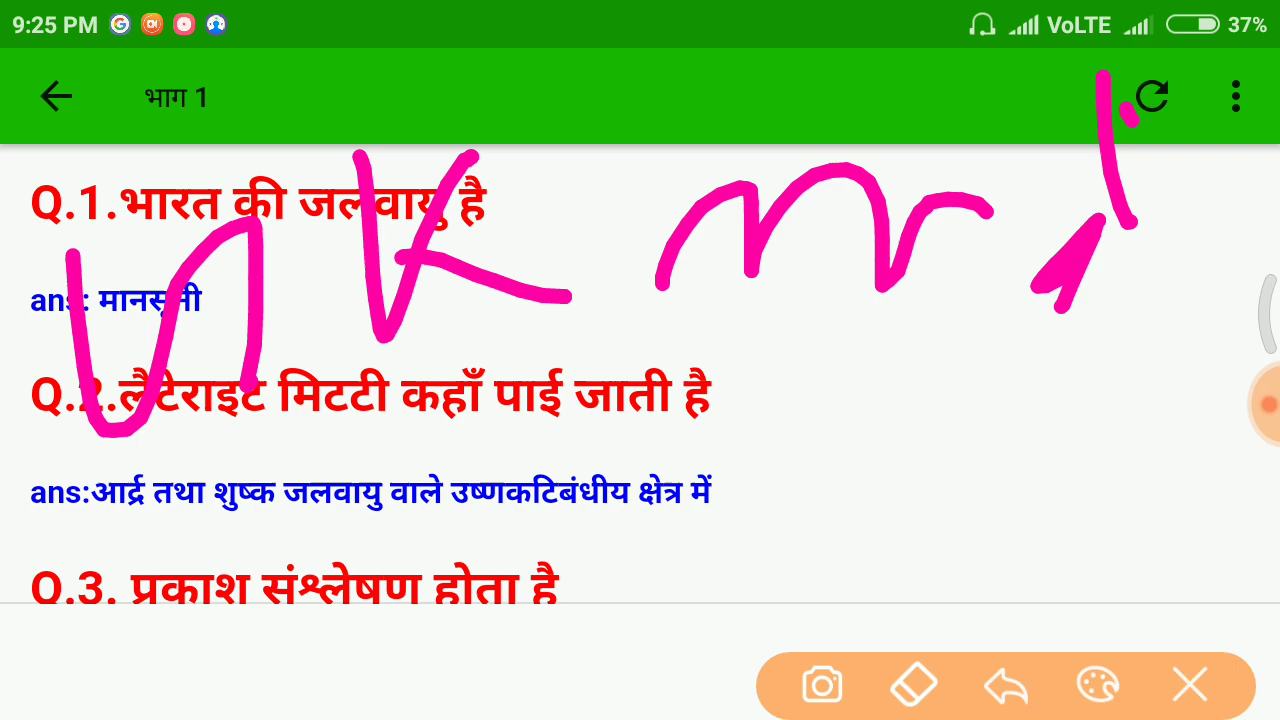 9:25 PM VoLTE 37%
भाग 1
Q.1.भारत की जलवायु है
ans: मानसूनी
Q.2.लैटेराइट मिटटी कहाँ पाई जाती है
ans:आर्द्र तथा शुष्क जलवायु वाले उष्णकटिबंधीय क्षेत्र में
Q.3. प्रकाश संश्लेषण होता है